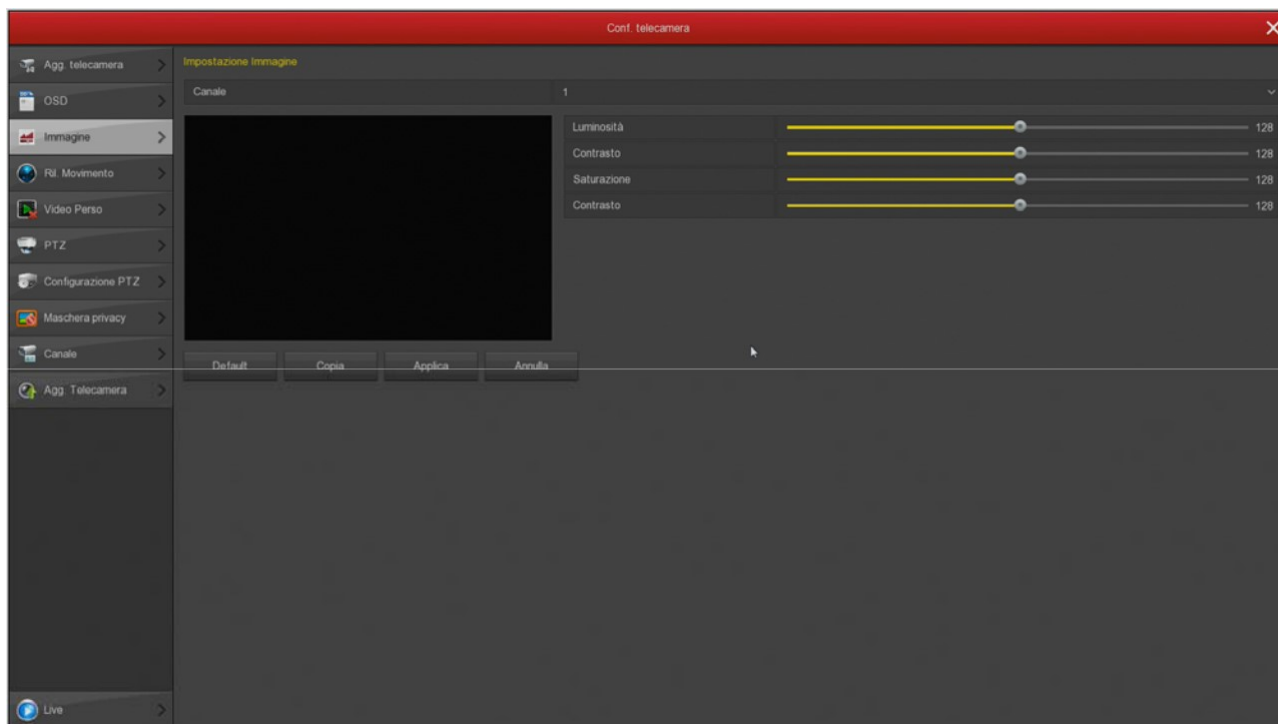 Conf. telecamera
Agg. telecamera
OSD
Immagine
Ril. Movimento
Video Perso
PTZ
Configurazione PTZ
Maschera privacy
Canale
Agg. Telecamera
Live
Impostazione Immagine
Canale 1
Luminosità 128
Contrasto 128
Saturazione 128
Contrasto 128
Default Copia Applica Annulla